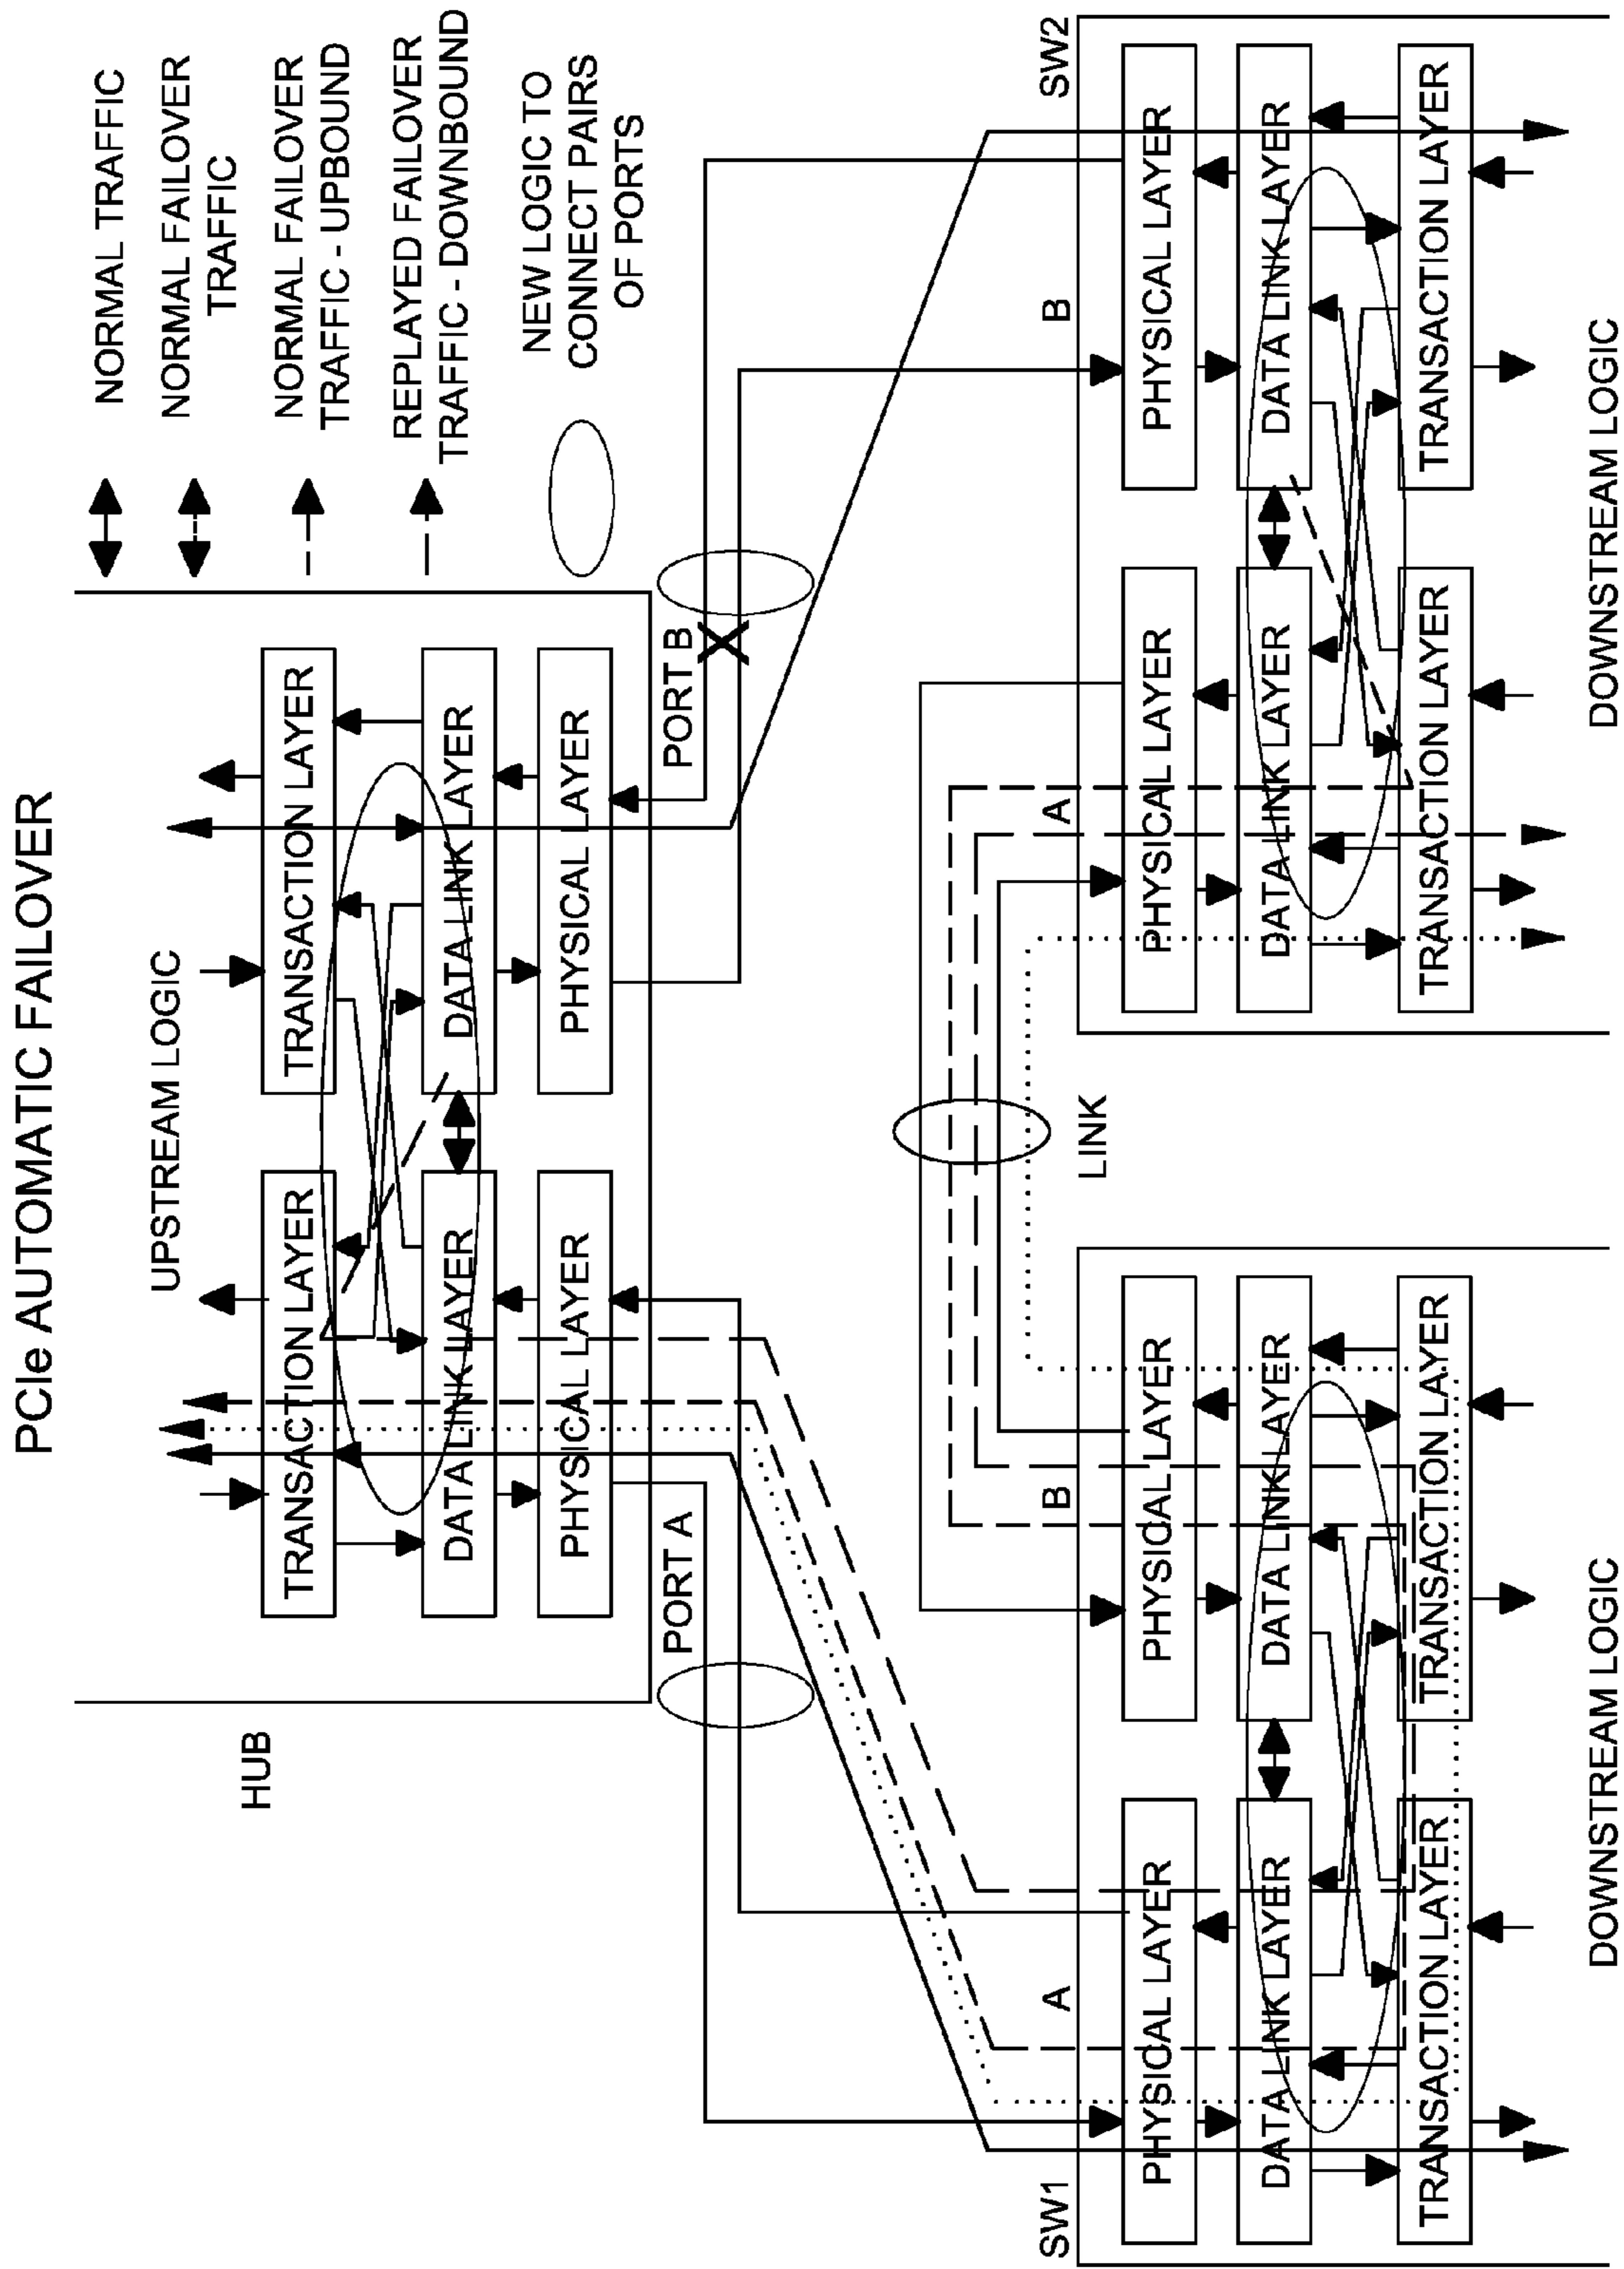 PCIe AUTOMATIC FAILOVER
UPSTREAM LOGIC
HUB
NORMAL TRAFFIC
NORMAL FAILOVER
TRAFFIC
NORMAL FAILOVER
TRAFFIC - UPBOUND
REPLAYED FAILOVER
TRAFFIC - DOWNBOUND
NEW LOGIC TO
CONNECT PAIRS
OF PORTS
TRANSACTION LAYER
TRANSACTION LAYER
DATA LINK LAYER
DATA LINK LAYER
PHYSICAL LAYER
PHYSICAL LAYER
PORT A
PORT B
SW1
A
B
LINK
A
B
SW2
PHYSICAL LAYER
PHYSICAL LAYER
PHYSICAL LAYER
PHYSICAL LAYER
DATA LINK LAYER
DATA LINK LAYER
DATA LINK LAYER
DATA LINK LAYER
TRANSACTION LAYER
TRANSACTION LAYER
TRANSACTION LAYER
TRANSACTION LAYER
DOWNSTREAM LOGIC
DOWNSTREAM LOGIC